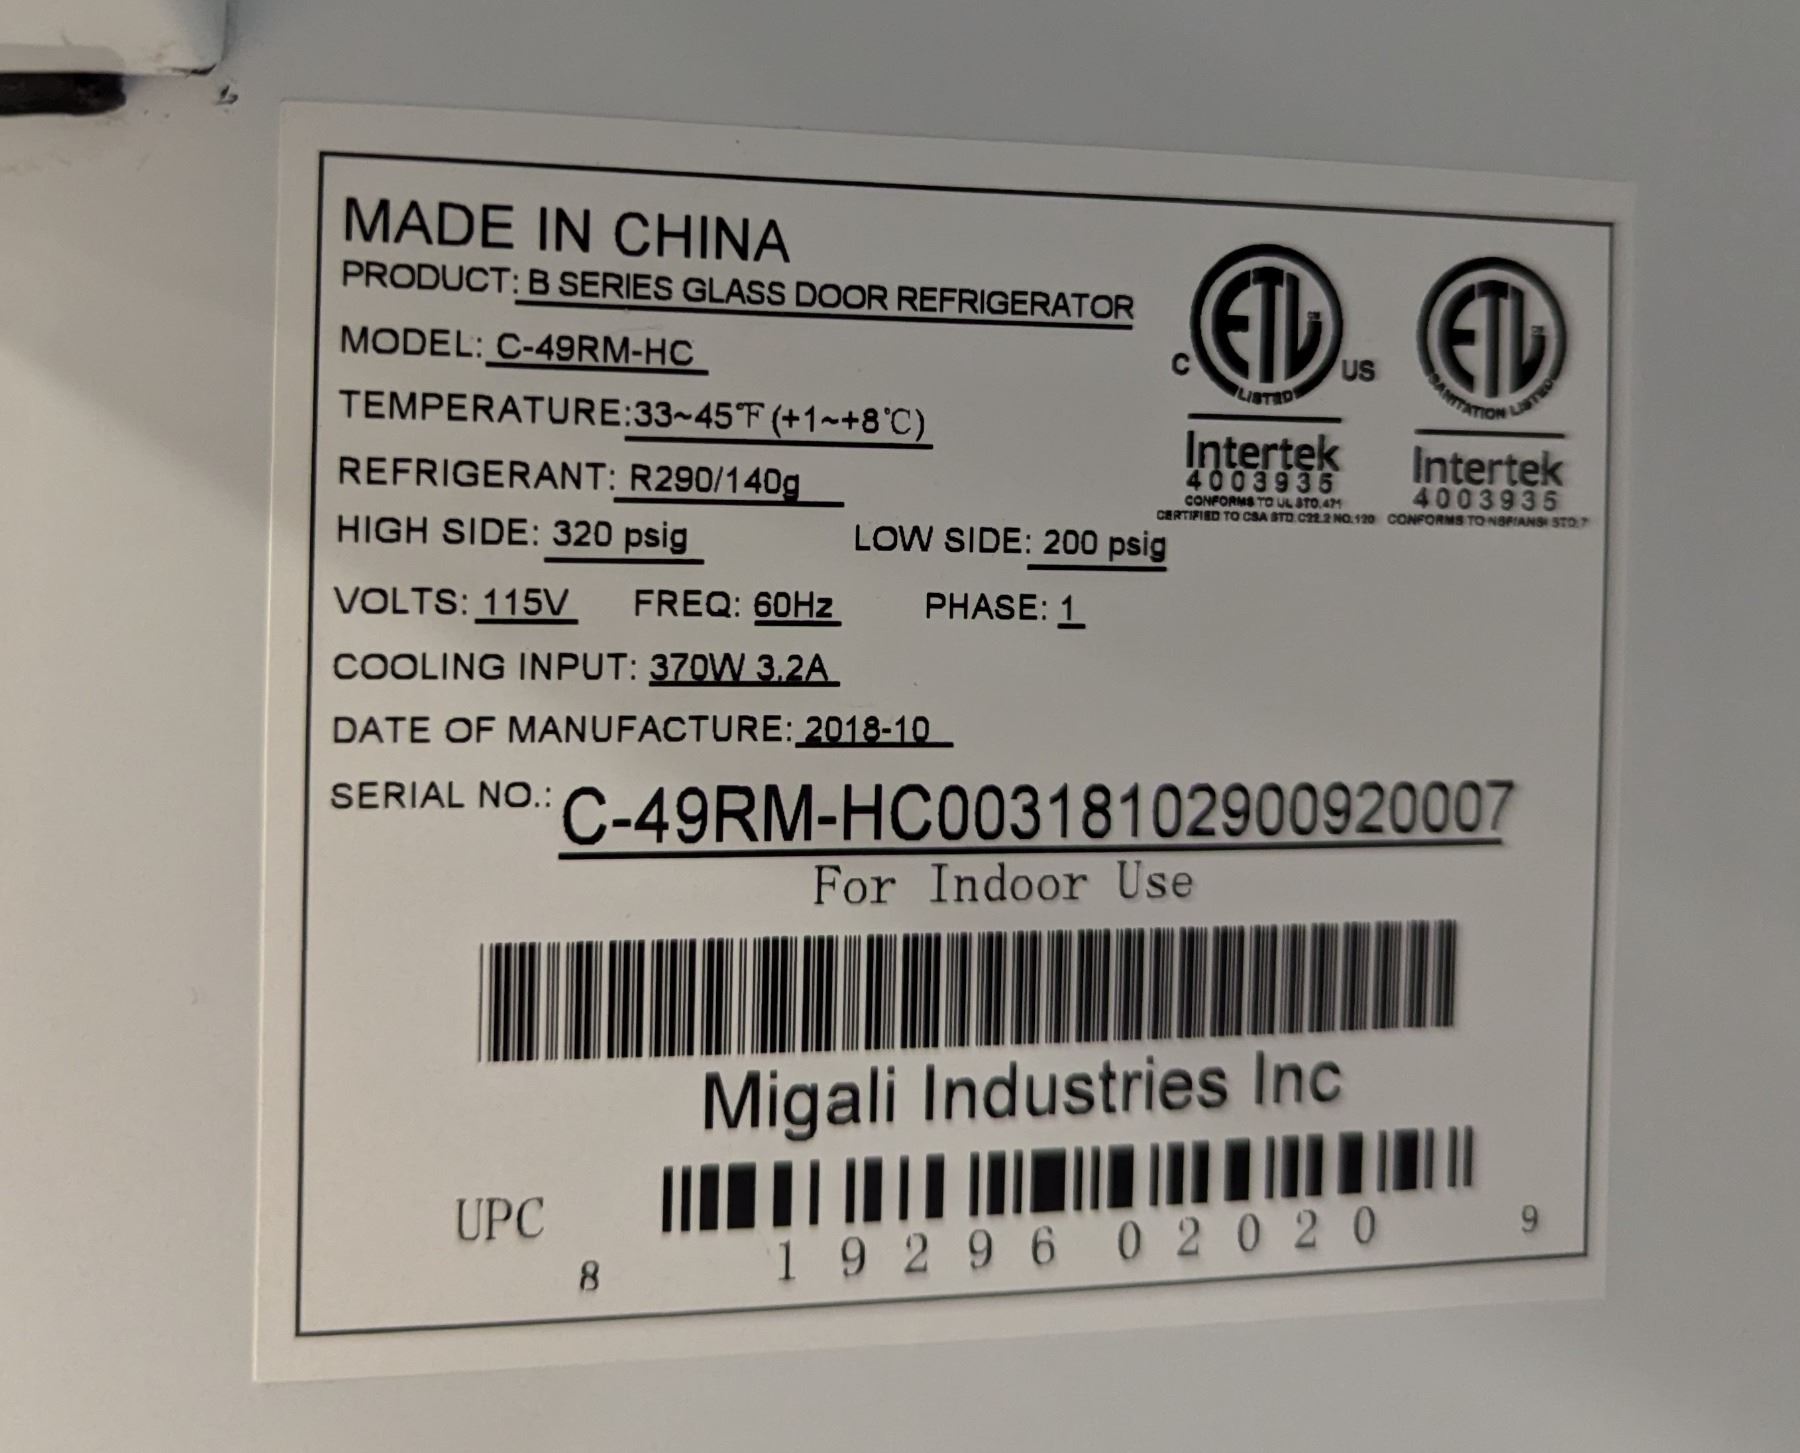 MADE IN CHINA
PRODUCT: B SERIES GLASS DOOR REFRIGERATOR
MODEL: C-49RM-HC
TEMPERATURE:33~45℉ (+1~+8℃)
REFRIGERANT: R290/140g
HIGH SIDE: 320 psig LOW SIDE: 200 psig
VOLTS: 115V FREQ: 60Hz PHASE: 1
COOLING INPUT: 370W 3.2A
DATE OF MANUFACTURE: 2018-10
SERIAL NO.: C-49RM-HC00318102900920007
For Indoor Use
Migali Industries Inc
UPC
8 19296 02020 9
ETL CM
LISTED
C US
Intertek
4003935
CONFORMS TO UL STD.471
CERTIFIED TO CSA STD. C22.2 NO.120
ETL CM
SANITATION LISTED
Intertek
4003935
CONFORMS TO NSF/ANSI STD.7